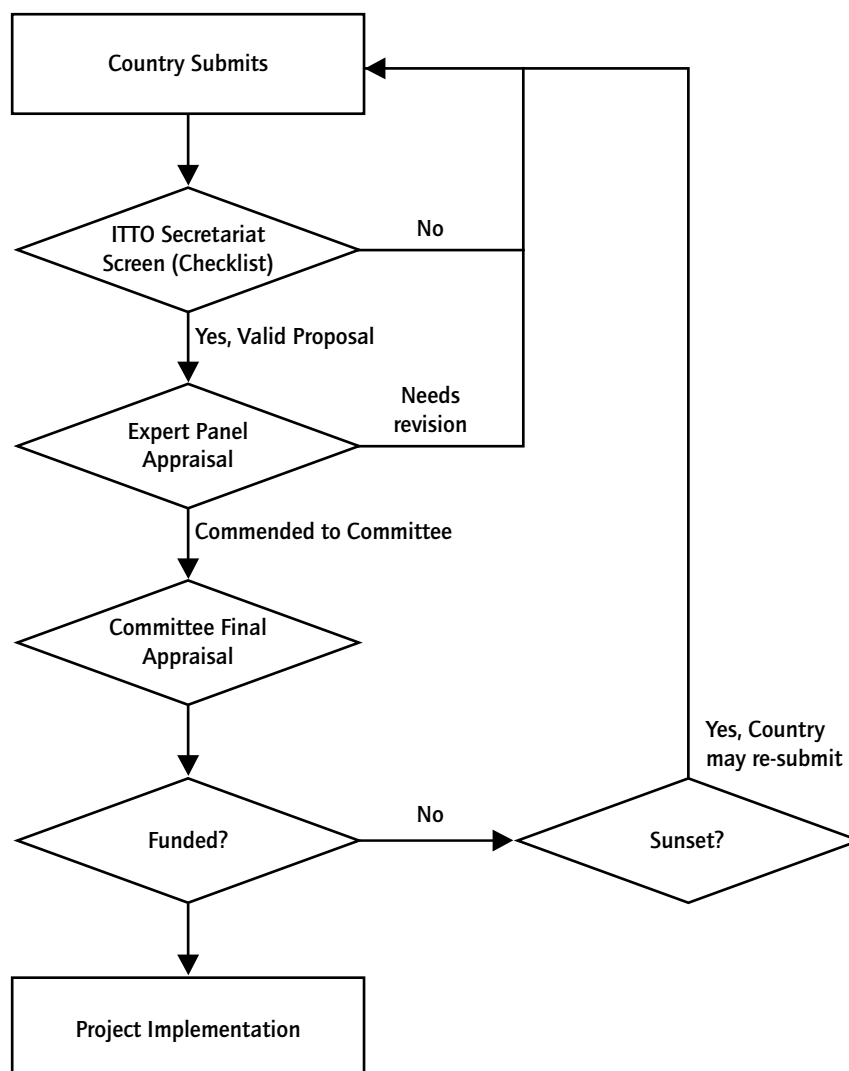 Country Submits
ITTO Secretariat
Screen (Checklist)
No
Yes, Valid Proposal
Needs
revision
Expert Panel
Appraisal
Commended to Committee
Committee Final
Appraisal
Yes, Country
may re-submit
Funded?
No
Sunset?
Project Implementation